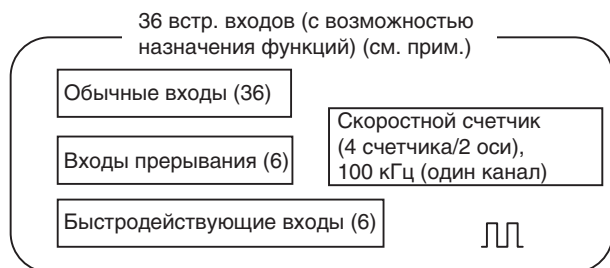 36 встр. входов (с возможностью
назначения функций) (см. прим.)
Обычные входы (36)
Скоростной счетчик
(4 счетчика/2 оси),
100 кГц (один канал)
Входы прерывания (6)
Быстродействующие входы (6)